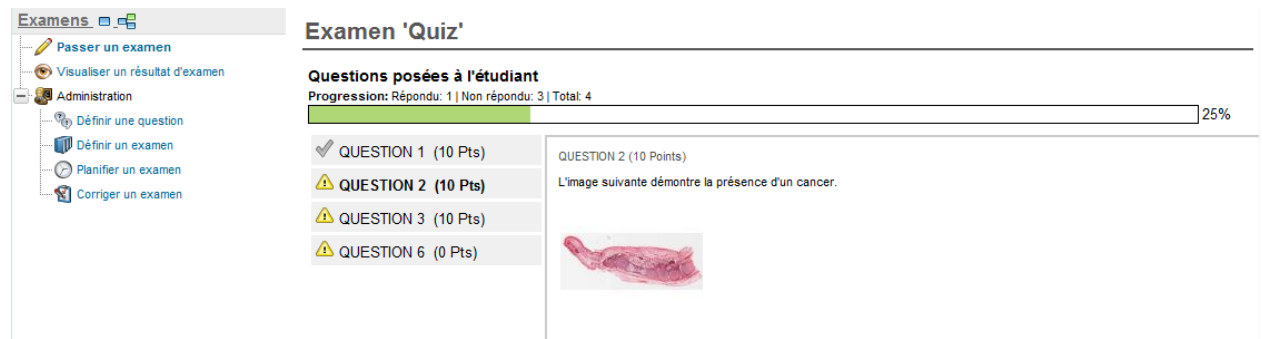 Examens
Passer un examen
Visualiser un résultat d'examen
Administration
Définir une question
Définir un examen
Planifier un examen
Corriger un examen
Examen 'Quiz'
Questions posées à l'étudiant
Progression: Répondu: 1 | Non répondu: 3 | Total: 4
25%
QUESTION 1 (10 Pts)
QUESTION 2 (10 Pts)
QUESTION 3 (10 Pts)
QUESTION 6 (0 Pts)
QUESTION 2 (10 Points)
L'image suivante démontre la présence d'un cancer.